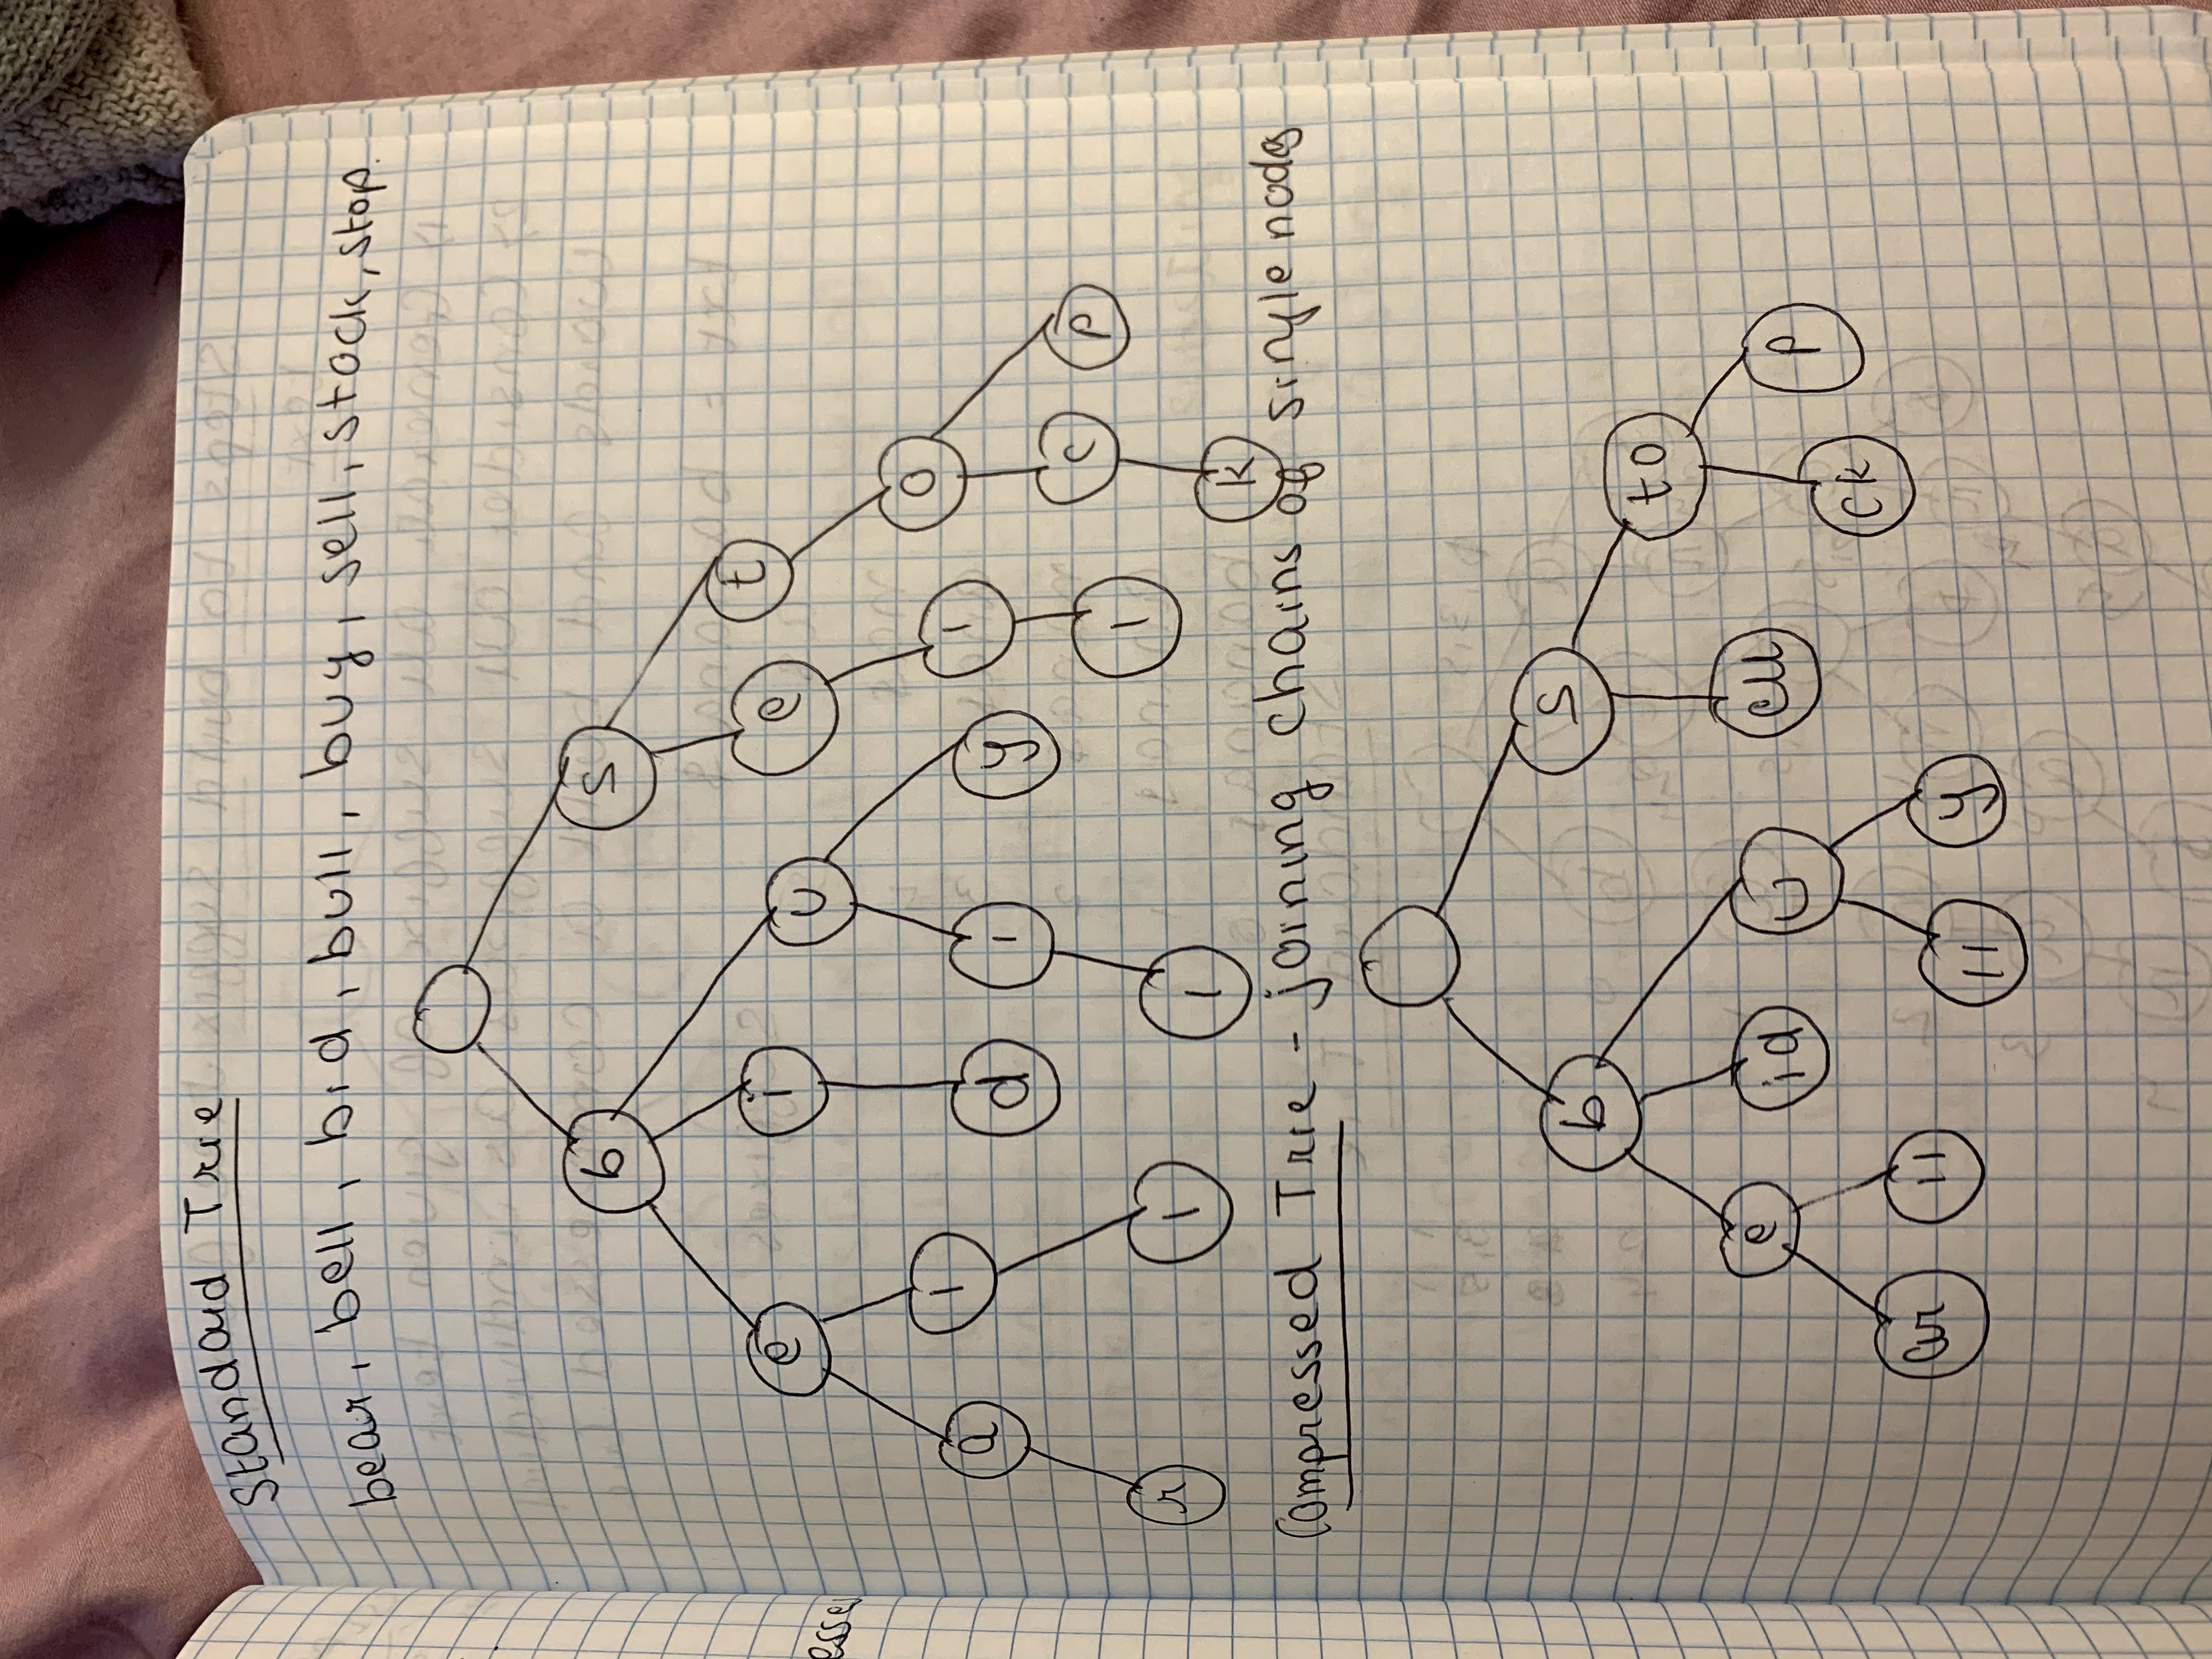 Standard Trie
bear, bell, bid, bull, buy, sell, stock, stop.
b s
e i u e t
a l d l y l o
r l l l c p
k
Compressed Trie - joining chains of single nodes
b s
e id u ell to
ar ll ll y ck p